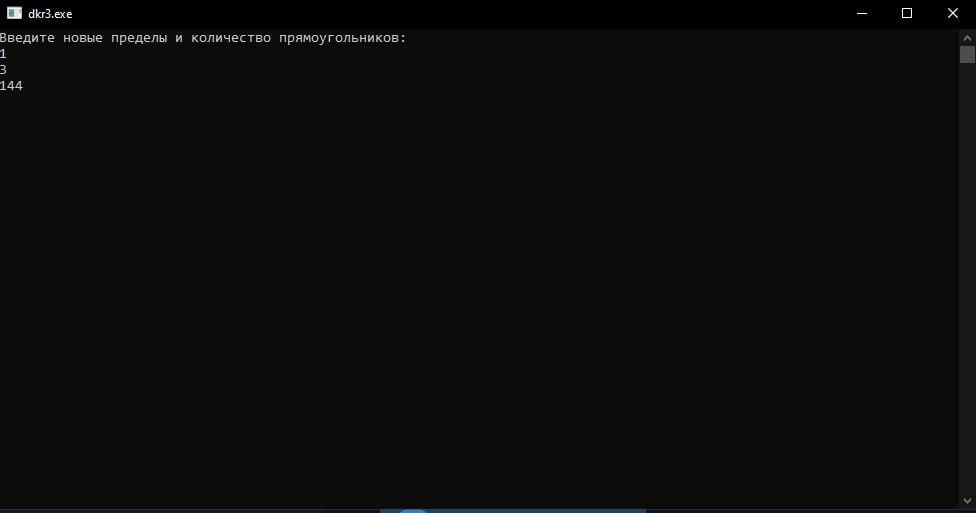 dkr3.exe
Введите новые пределы и количество прямоугольников:
1
3
144